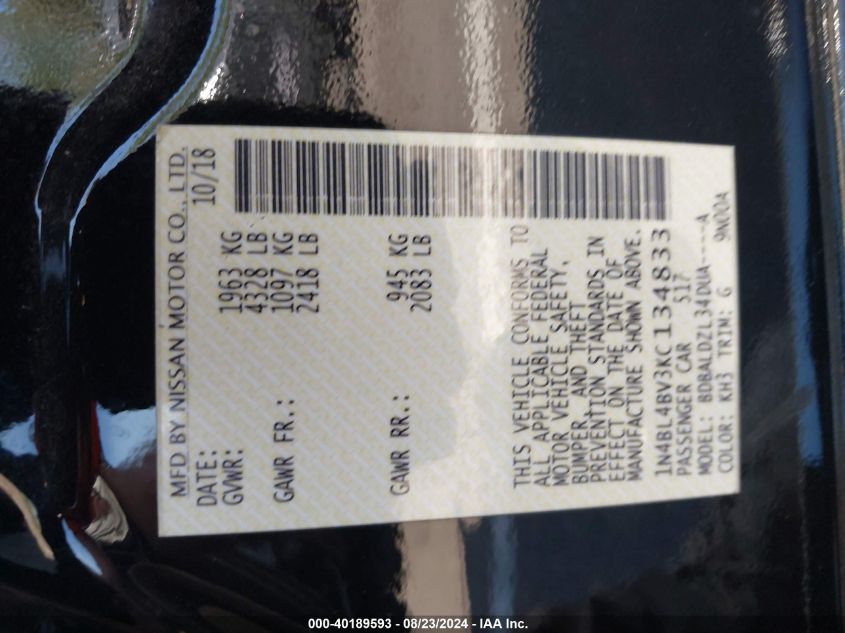 MFD BY NISSAN MOTOR CO., LTD.
DATE: 10/18
GVWR: 1963 KG
4328 LB
GAWR FR.: 1097 KG
2418 LB
GAWR RR.: 945 KG
2083 LB
THIS VEHICLE CONFORMS TO
ALL APPLICABLE FEDERAL
MOTOR VEHICLE SAFETY,
BUMPER, AND THEFT
PREVENTION STANDARDS IN
EFFECT ON THE DATE OF
MANUFACTURE SHOWN ABOVE.
1N4BL4BV3KC134833
PASSENGER CAR 517
MODEL: BDBALDZL34DUA----A
COLOR: KH3 TRIM: G 9N00A
000-40189593 - 08/23/2024 - IAA Inc.